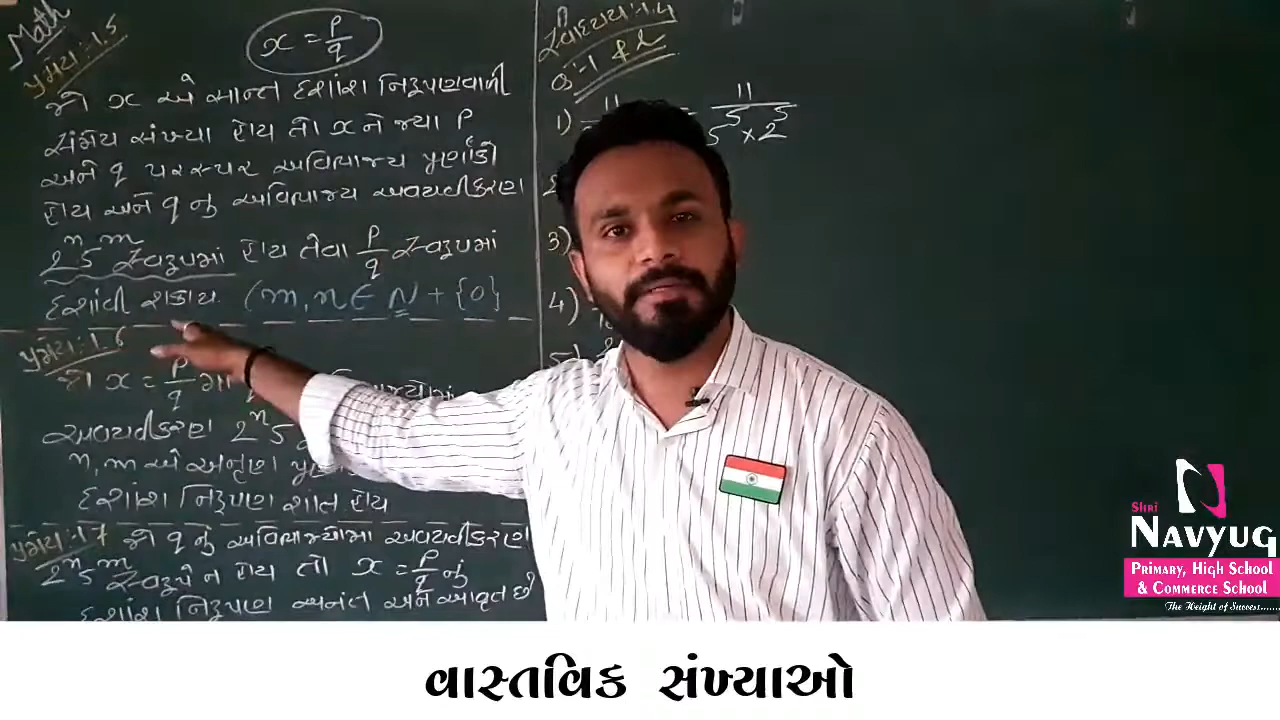 Math
પ્રમેય:-1.5
x = p/q
જો x એ સાન્ત દશાંશ નિરૂપણવાળી
સંમેય સંખ્યા હોય તો x ને જ્યા p
અને q પરસ્પર અવિભાજ્ય પૂર્ણાંકો
હોય અને q નુ અવિભાજ્ય અવયવીકરણ
2ⁿ5ᵐ સ્વરૂપમાં હોય તેવા p/q સ્વરૂપમાં
દર્શાવી શકાય. (m,n∈N+{0}
પ્રમેય:-1.6
જો x = p/q
અવયવીકરણ 2ⁿ5
n,m એ અનૃણ
દશાંશ નિરૂપણ શાંત હોય
પ્રમેય:-1.7 જો q નુ અવિભાજ્યોમા અવયવીકરણ
2ⁿ5ᵐ સ્વરૂપે ન હોય તો x = p/q નું
દશાંશ નિરૂપણ અનંત અને આવૃત છે
સ્વાધ્યાય:-1.4
Q:-1 & 2
1) 11 = 11/5⁵×2⁵
3)
4)
5)
Shri
NAVYUG
PRIMARY, HIGH SCHOOL
& COMMERCE SCHOOL
The Height of Success.......
વાસ્તવિક સંખ્યાઓ